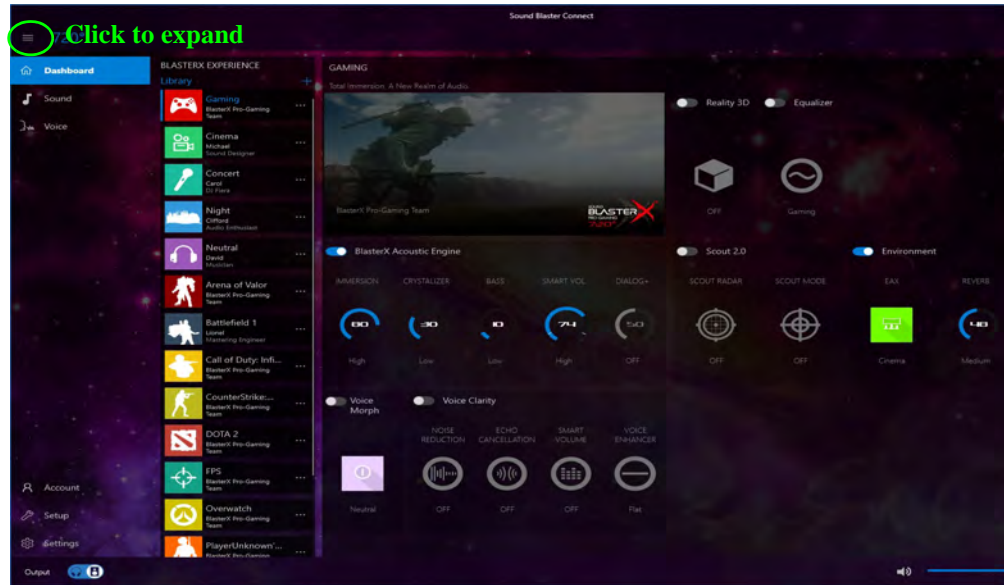 Sound Blaster Connect
Click to expand
720°
Dashboard
Sound
Voice
Account
Setup
Settings
Output
BLASTERX EXPERIENCE
Library
Gaming
BlasterX Pro-Gaming
Team
Cinema
Michael
Sound Designer
Concert
Carol
DJ Fiera
Night
Clifford
Audio Enthusiast
Neutral
David
Musician
Arena of Valor
BlasterX Pro-Gaming
Team
Battlefield 1
Lionel
Mastering Engineer
Call of Duty: Infi...
BlasterX Pro-Gaming
Team
CounterStrike:...
BlasterX Pro-Gaming
Team
DOTA 2
BlasterX Pro-Gaming
Team
FPS
BlasterX Pro-Gaming
Team
Overwatch
BlasterX Pro-Gaming
Team
PlayerUnknown'...
BlasterX Pro-Gaming
GAMING
Total Immersion. A New Realm of Audio.
BlasterX Pro-Gaming Team
SOUND
BLASTERX
PRO-GAMING
720°
Reality 3D
Equalizer
OFF
Gaming
BlasterX Acoustic Engine
IMMERSION CRYSTALIZER BASS SMART VOL. DIALOG+
80 30 10 74 50
High Low Low High OFF
Scout 2.0
SCOUT RADAR SCOUT MODE
OFF OFF
Environment
EAX REVERB
48
Cinema Medium
Voice
Morph
Neutral
Voice Clarity
NOISE
REDUCTION
ECHO
CANCELLATION
SMART
VOLUME
VOICE
ENHANCER
OFF OFF OFF Flat